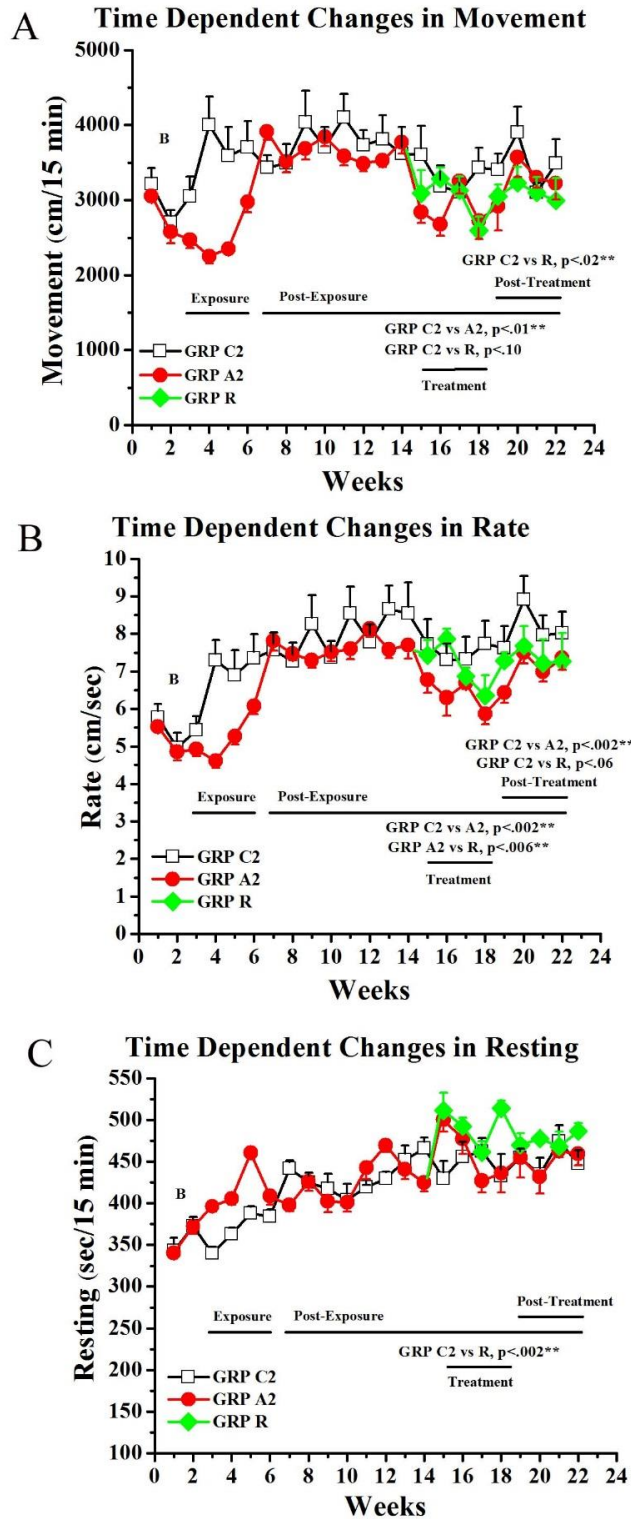 A
Time Dependent Changes in Movement
5000
4000
3000
2000
1000
0
Movement (cm/15 min)
B
GRP C2 vs R, p<.02**
Exposure
Post-Exposure
Post-Treatment
GRP C2 vs A2, p<.01**
GRP C2 vs R, p<.10
Treatment
GRP C2
GRP A2
GRP R
0 2 4 6 8 10 12 14 16 18 20 22 24
Weeks
B
Time Dependent Changes in Rate
10
9
8
7
6
5
4
3
2
1
0
Rate (cm/sec)
B
GRP C2 vs A2, p<.002**
GRP C2 vs R, p<.06
Exposure
Post-Exposure
Post-Treatment
GRP C2 vs A2, p<.002**
GRP A2 vs R, p<.006**
Treatment
GRP C2
GRP A2
GRP R
0 2 4 6 8 10 12 14 16 18 20 22 24
Weeks
C
Time Dependent Changes in Resting
550
500
450
400
350
300
250
200
150
100
Resting (sec/15 min)
B
Exposure
Post-Exposure
Post-Treatment
GRP C2 vs R, p<.002**
Treatment
GRP C2
GRP A2
GRP R
0 2 4 6 8 10 12 14 16 18 20 22 24
Weeks